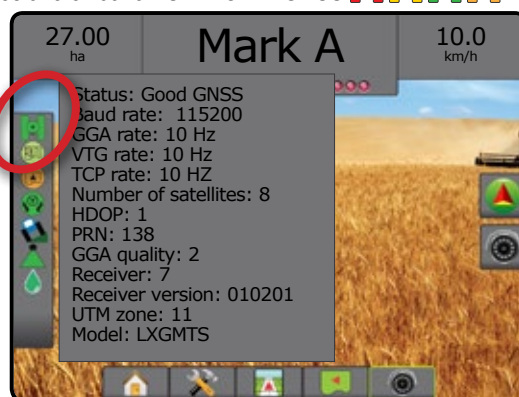 27.00
ha
Mark A
10.0
km/h
Status: Good GNSS
Baud rate: 115200
GGA rate: 10 Hz
VTG rate: 10 Hz
TCP rate: 10 HZ
Number of satellites: 8
HDOP: 1
PRN: 138
GGA quality: 2
Receiver: 7
Receiver version: 010201
UTM zone: 11
Model: LXGMTS